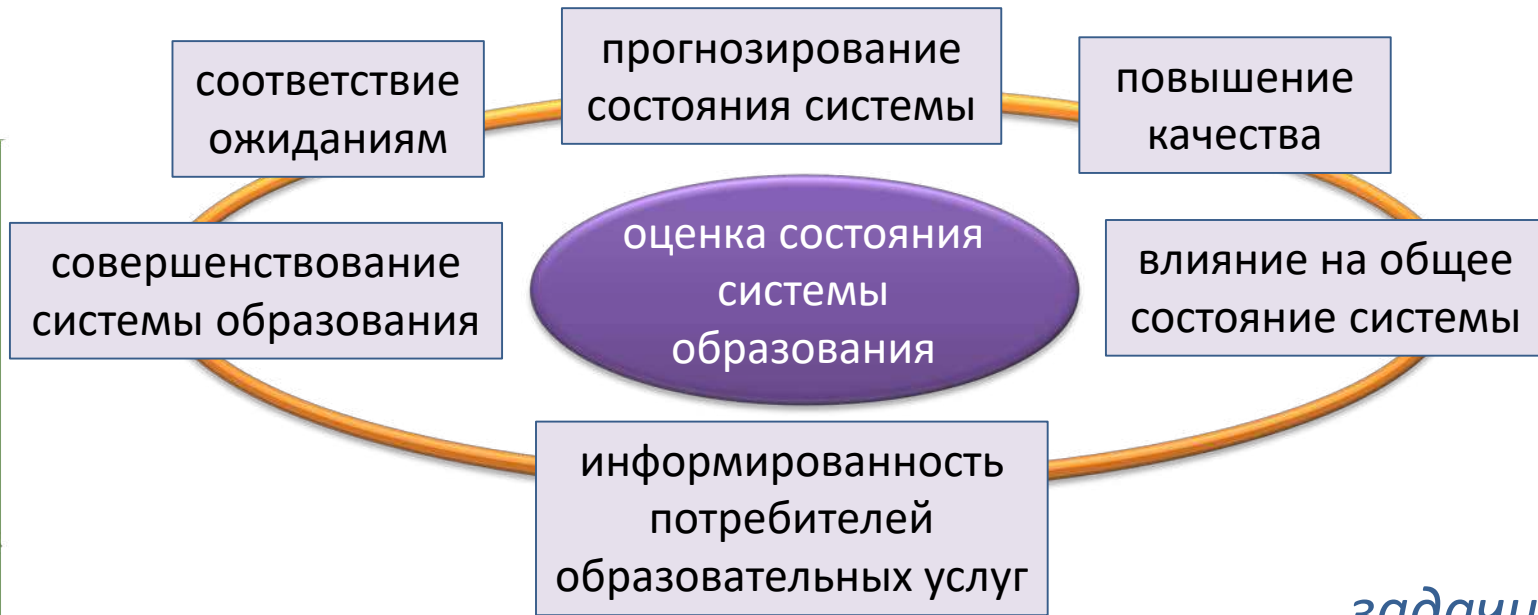 прогнозирование
состояния системы
соответствие
ожиданиям
повышение
качества
совершенствование
системы образования
оценка состояния
системы
образования
влияние на общее
состояние системы
информированность
потребителей
образовательных услуг
задачи